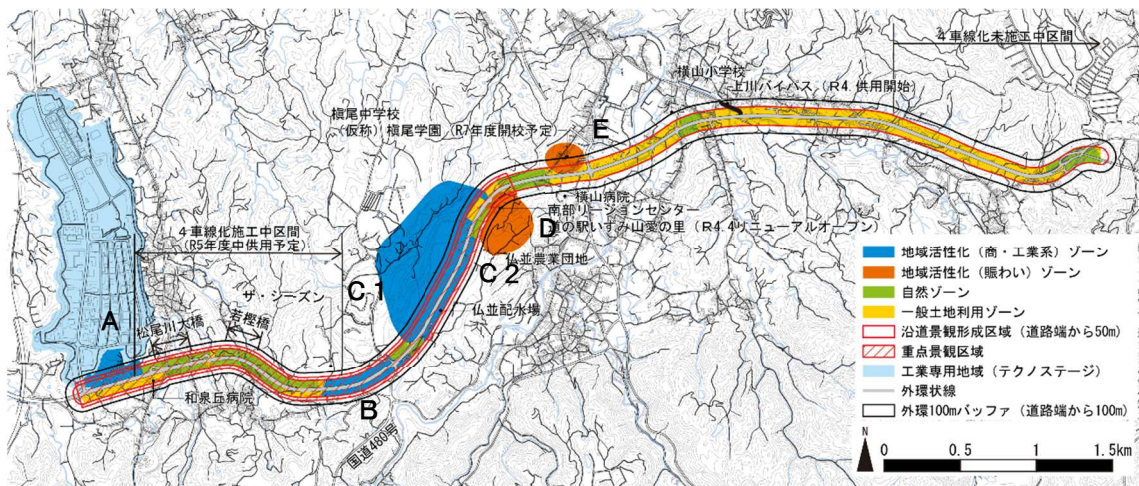 4車線化未施工中区間
横山小学校
上川バイパス（R4.供用開始）
槇尾中学校
（仮称）槇尾学園（R7年度開校予定）
E
・横山病院
南部リージョンセンター
道の駅いずみ山愛の里（R4.4リニューアルオープン）
D
4車線化施工中区間
（R5年度中供用予定）
C1
C2
仏並農業団地
ザ・シーズン
仏並配水場
A
松尾川大橋
若樫橋
和泉丘病院
B
国道480号
地域活性化（商・工業系）ゾーン
地域活性化（賑わい）ゾーン
自然ゾーン
一般土地利用ゾーン
沿道景観形成区域（道路端から50m）
重点景観区域
工業専用地域（テクノステージ）
外環状線
外環100mバッファ（道路端から100m）
N
0 0.5 1 1.5km